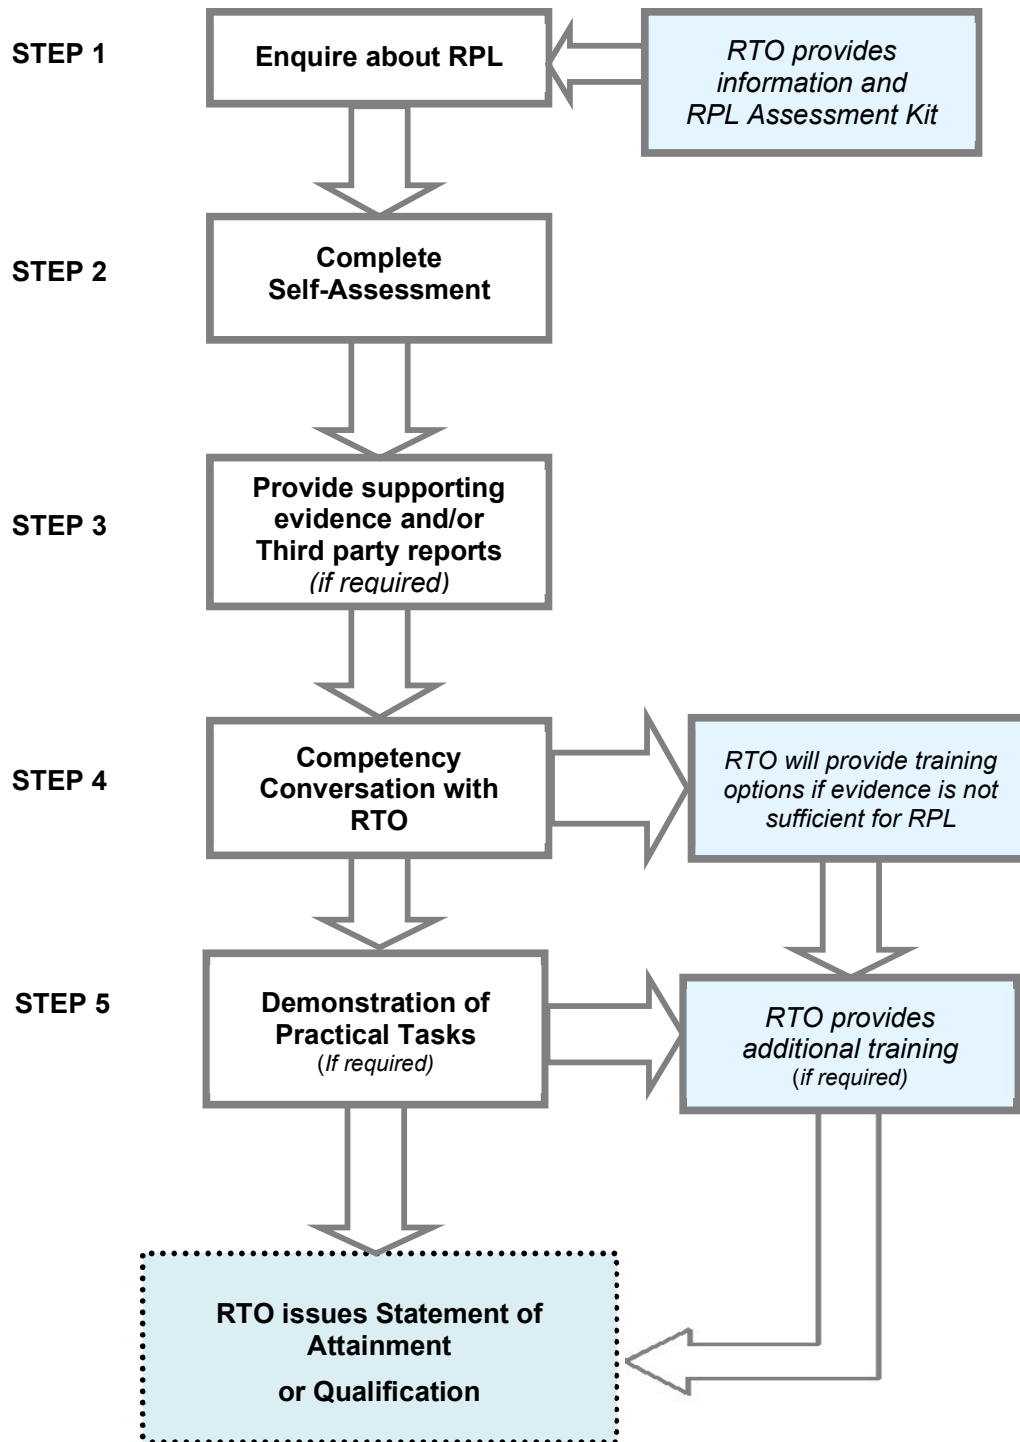 STEP 1
Enquire about RPL
RTO provides
information and
RPL Assessment Kit
STEP 2
Complete
Self-Assessment
STEP 3
Provide supporting
evidence and/or
Third party reports
(if required)
STEP 4
Competency
Conversation with
RTO
RTO will provide training
options if evidence is not
sufficient for RPL
STEP 5
Demonstration of
Practical Tasks
(If required)
RTO provides
additional training
(if required)
RTO issues Statement of
Attainment
or Qualification